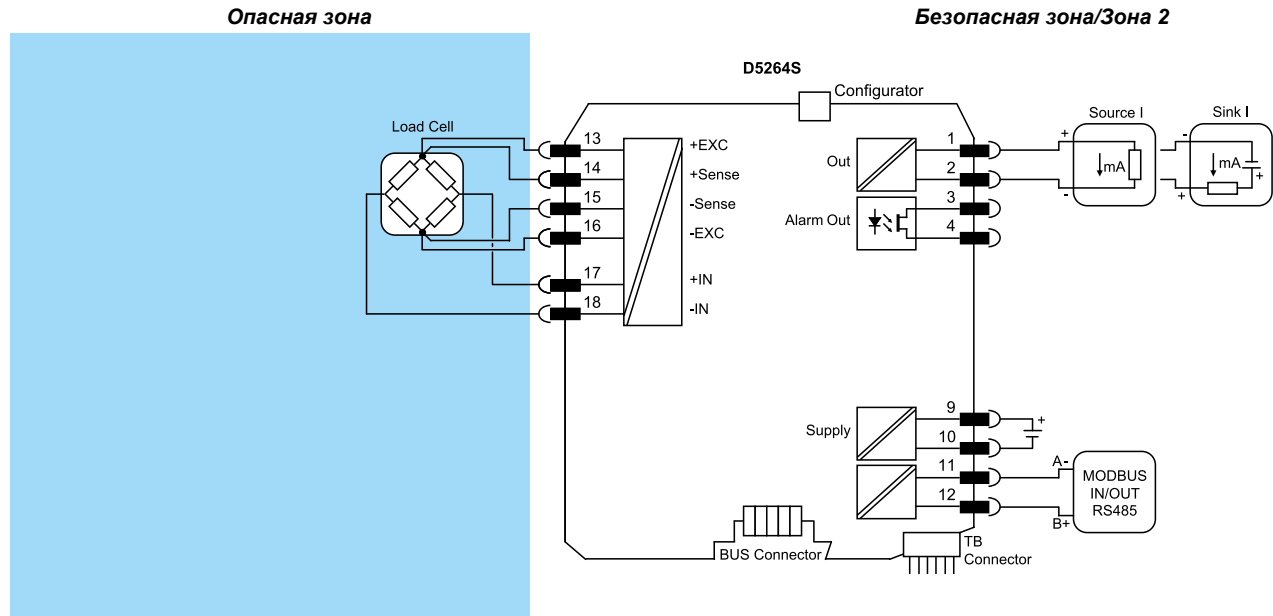 Опасная зона
Безопасная зона/Зона 2
D5264S
Configurator
Load Cell
13
+EXC
14
+Sense
15
-Sense
16
-EXC
17
+IN
18
-IN
Out
1
2
Alarm Out
3
4
Source I
+
mA
-
Sink I
-
mA
+
+
Supply
9
10
+
11
12
A-
B+
MODBUS
IN/OUT
RS485
BUS Connector
TB
Connector